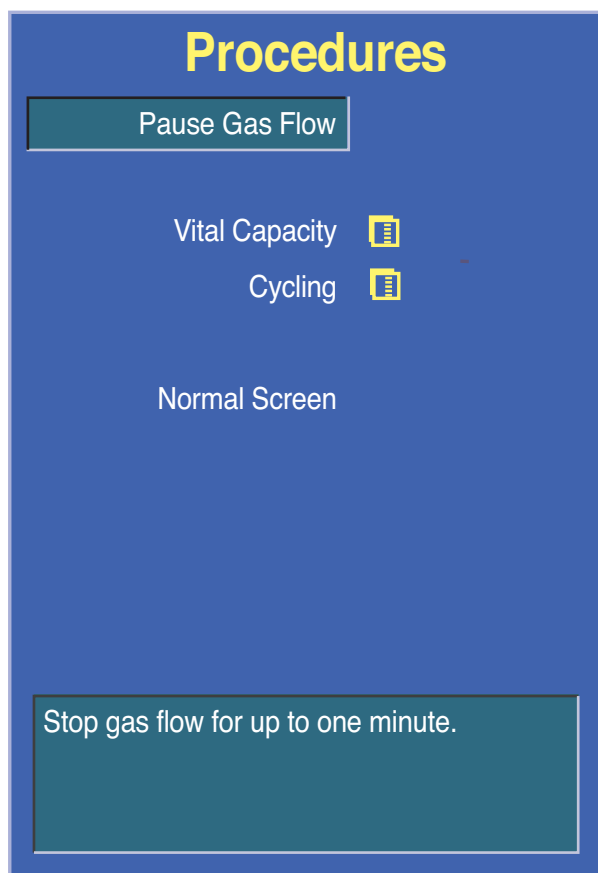 Procedures
Pause Gas Flow
Vital Capacity
Cycling
Normal Screen
Stop gas flow for up to one minute.